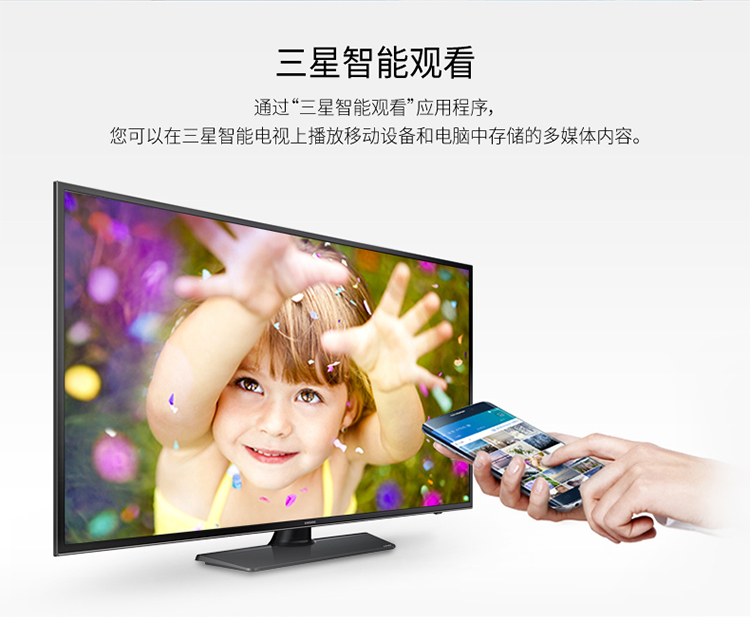 三星智能观看
通过“三星智能观看”应用程序，
您可以在三星智能电视上播放移动设备和电脑中存储的多媒体内容。